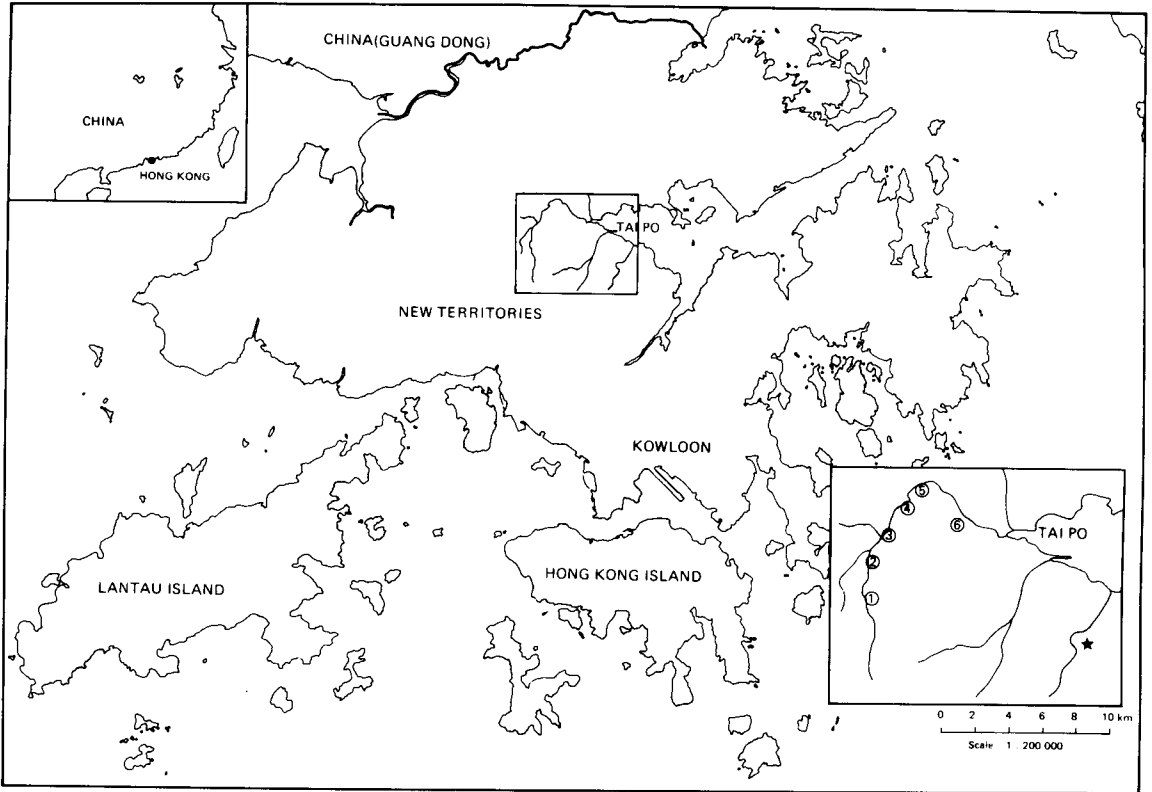 CHINA(GUANG DONG)
CHINA
HONG KONG
TAI PO
NEW TERRITORIES
KOWLOON
LANTAU ISLAND
HONG KONG ISLAND
⑤
④
⑥
③
②
①
TAI PO
0 2 4 6 8 10 km
Scale 1 . 200 000